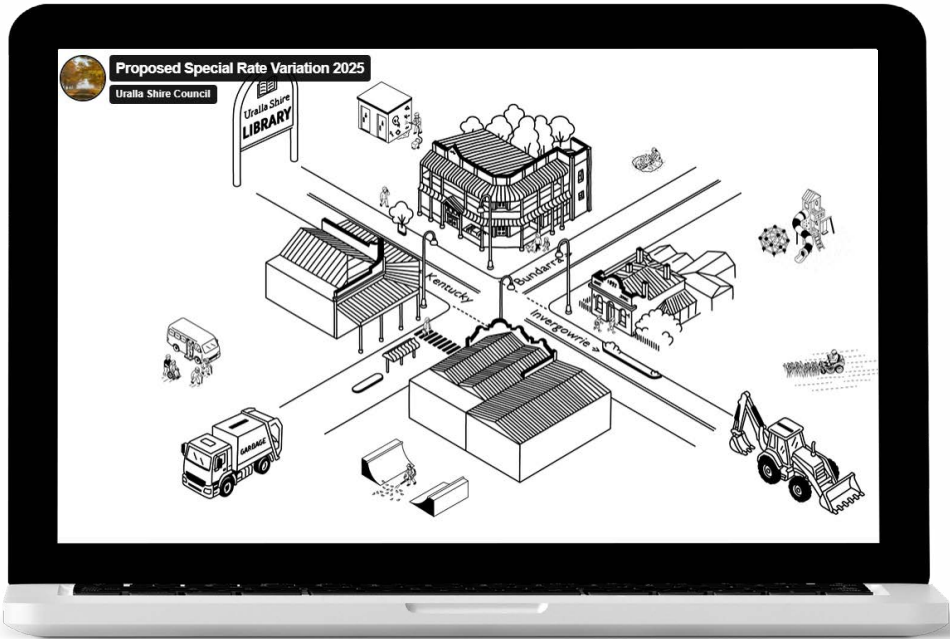 Proposed Special Rate Variation 2025
Uralla Shire Council
Uralla Shire
LIBRARY
Kentucky
Bundarra
Invergowrie
GARBAGE